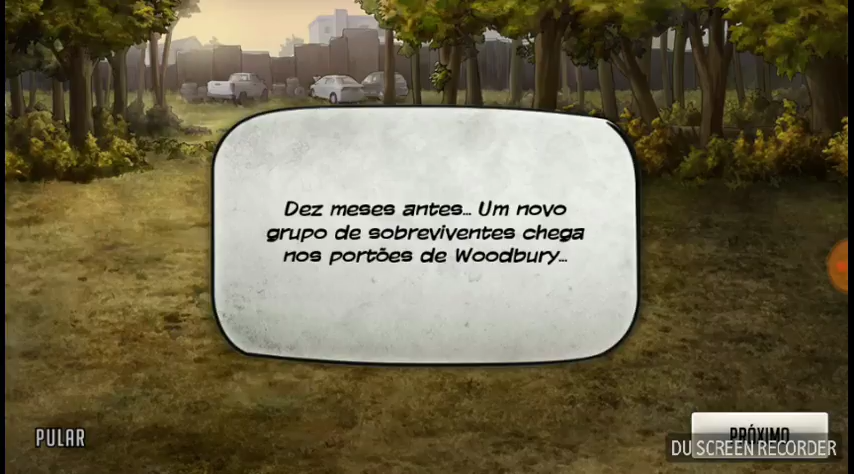 Dez meses antes... Um novo
grupo de sobreviventes chega
nos portões de Woodbury...
PULAR
PRÓXIMO
DU SCREEN RECORDER